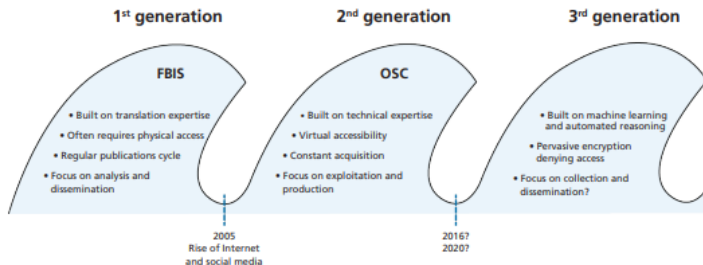 1st generation
2nd generation
3rd generation
FBIS
• Built on translation expertise
• Often requires physical access
• Regular publications cycle
• Focus on analysis and
dissemination
OSC
• Built on technical expertise
• Virtual accessibility
• Constant acquisition
• Focus on exploitation and
production
• Built on machine learning
and automated reasoning
• Pervasive encryption
denying access
• Focus on collection and
dissemination?
2005
Rise of Internet
and social media
2016?
2020?